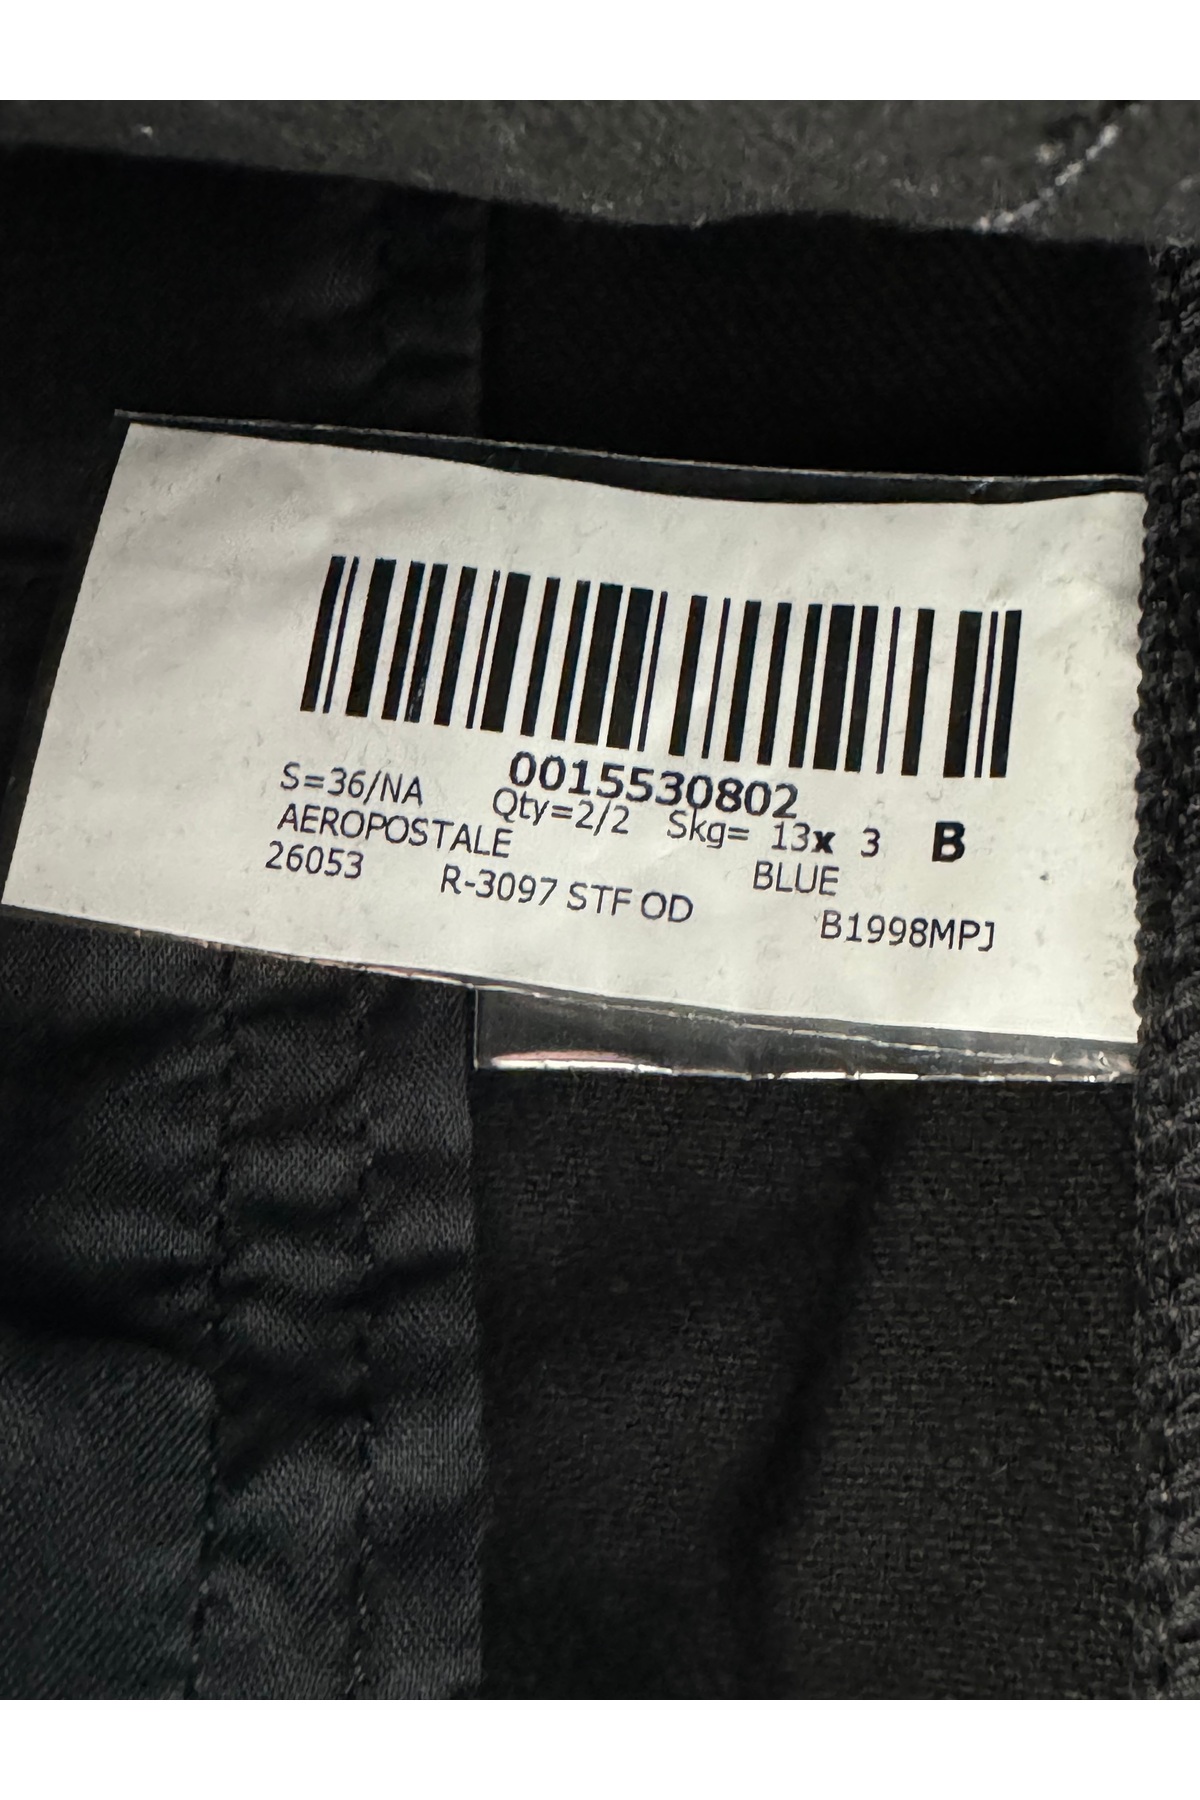 0015530802
S=36/NA Qty=2/2 Skg= 13x 3 B
AEROPOSTALE BLUE
26053 R-3097 STF OD B1998MPJ